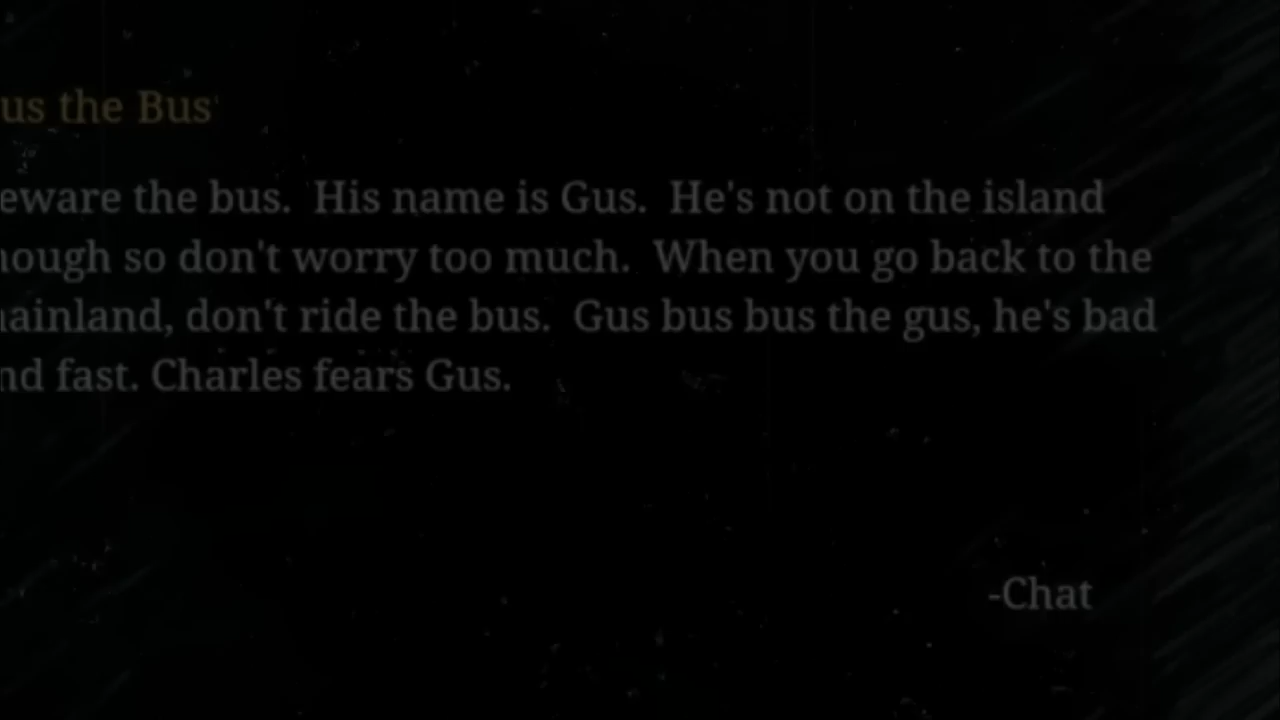 us the Bus'
eware the bus.  His name is Gus.  He's not on the island
hough so don't worry too much.  When you go back to the
ainland, don't ride the bus.  Gus bus bus the gus, he's bad
nd fast. Charles fears Gus.
-Chat